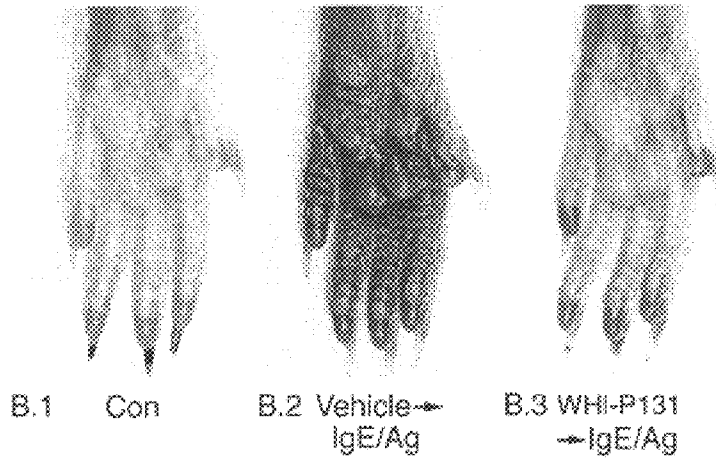 B.1 Con
B.2 Vehicle→
IgE/Ag
B.3 WHI-P131
→IgE/Ag